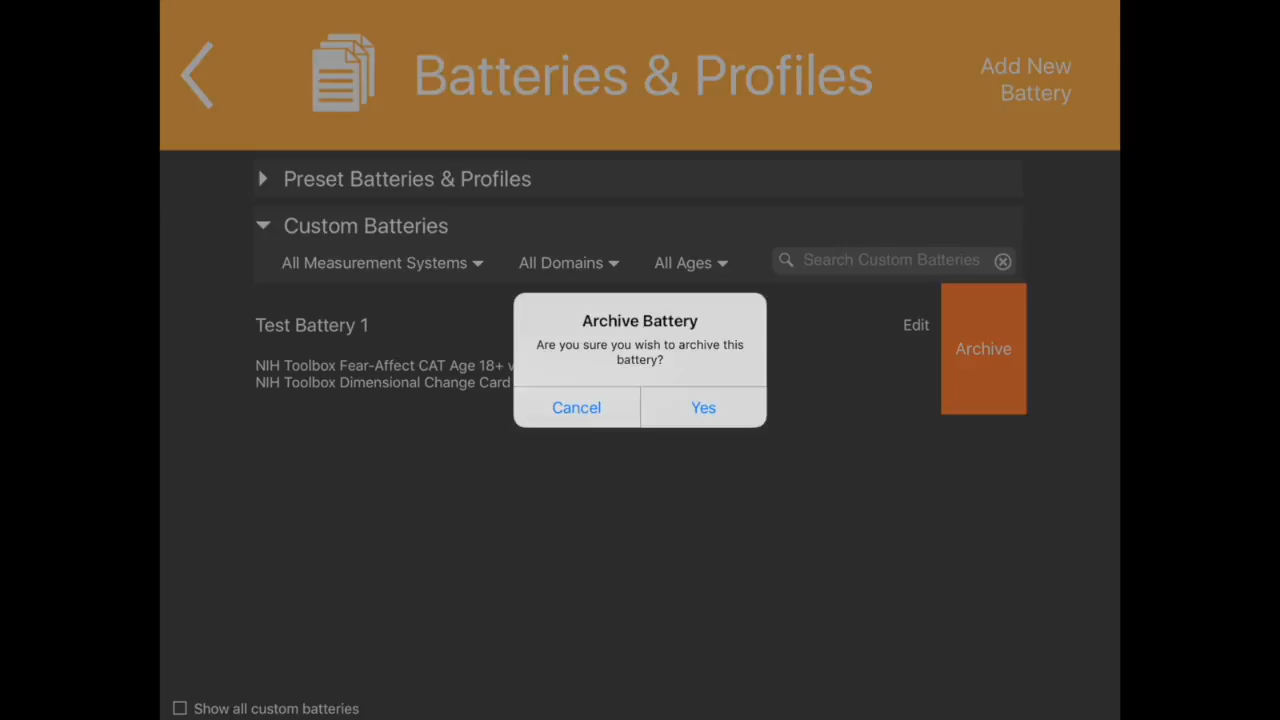 Batteries & Profiles
Add New
Battery
Preset Batteries & Profiles
Custom Batteries
All Measurement Systems
All Domains
All Ages
Search Custom Batteries
Test Battery 1
Edit
Archive
NIH Toolbox Fear-Affect CAT Age 18+
NIH Toolbox Dimensional Change Card
Archive Battery
Are you sure you wish to archive this
battery?
Cancel
Yes
Show all custom batteries